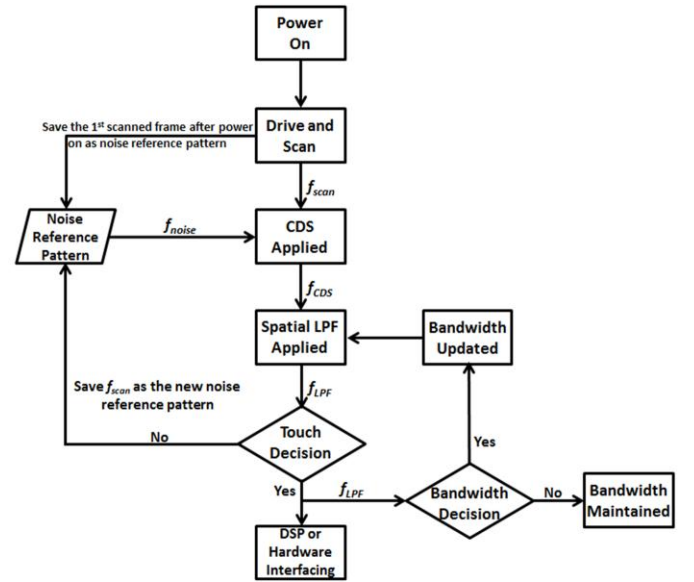 Power
On
Save the 1st scanned frame after power
on as noise reference pattern
Drive and
Scan
fscan
Noise
Reference
Pattern
fnoise
CDS
Applied
fCDS
Spatial LPF
Applied
Bandwidth
Updated
Save fscan as the new noise
reference pattern
fLPF
No
Touch
Decision
Yes
Yes
fLPF
Bandwidth
Decision
No
Bandwidth
Maintained
DSP or
Hardware
Interfacing